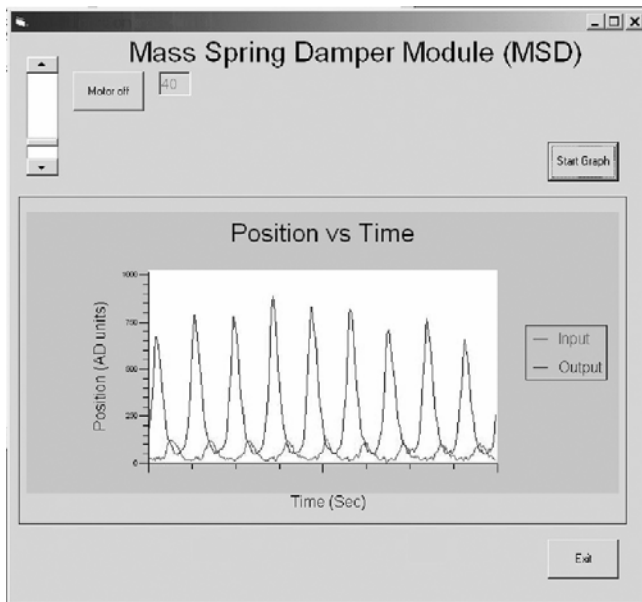 Mass Spring Damper Module (MSD)
Motor off
40
Start Graph
Position vs Time
Position (AD units)
1000
700
500
250
0
Input
Output
Time (Sec)
Exit